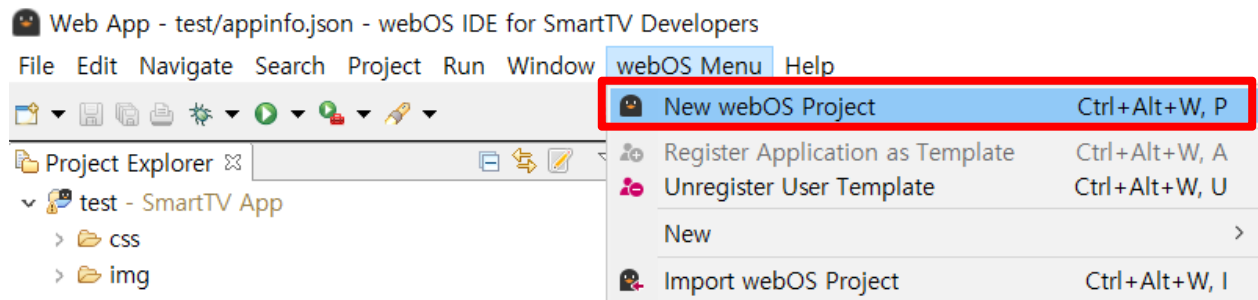 Web App - test/appinfo.json - webOS IDE for SmartTV Developers
File Edit Navigate Search Project Run Window webOS Menu Help
New webOS Project Ctrl+Alt+W, P
Project Explorer
Register Application as Template Ctrl+Alt+W, A
test - SmartTV App
Unregister User Template Ctrl+Alt+W, U
css
New
img
Import webOS Project Ctrl+Alt+W, I